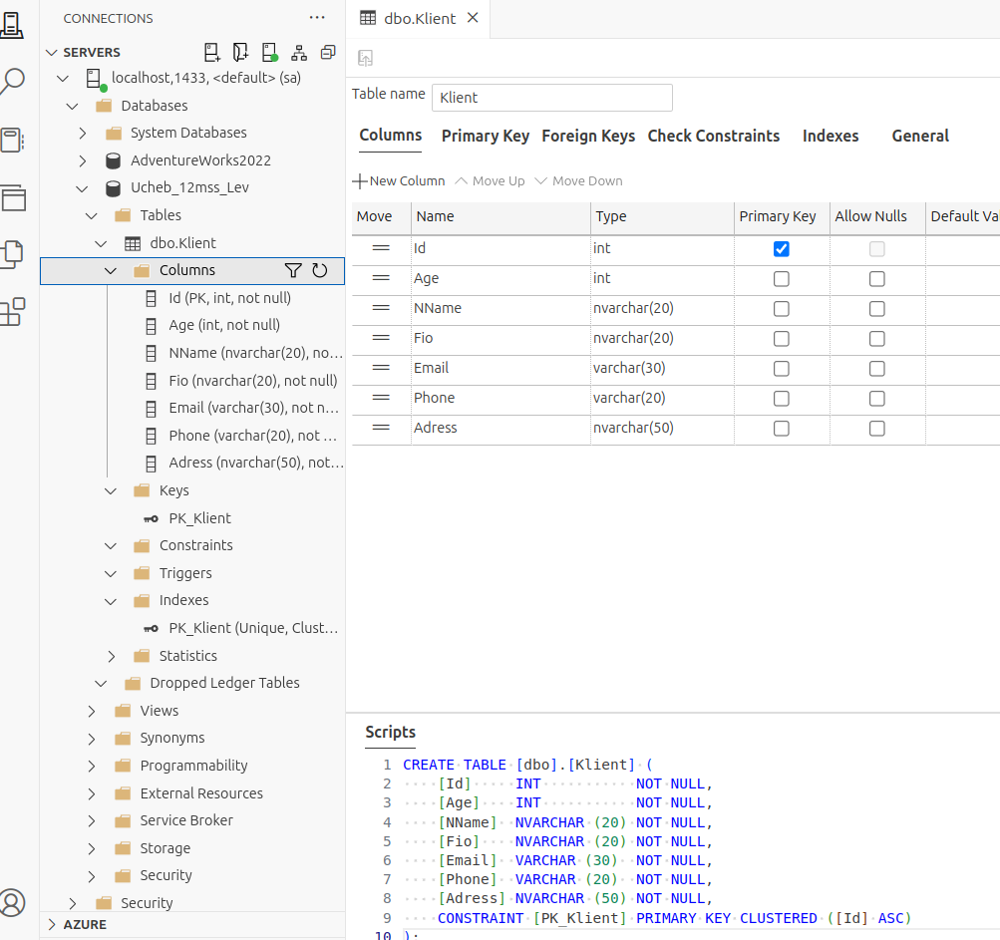 CONNECTIONS
SERVERS
localhost,1433, <default> (sa)
Databases
System Databases
AdventureWorks2022
Ucheb_12mss_Lev
Tables
dbo.Klient
Columns
Id (PK, int, not null)
Age (int, not null)
NName (nvarchar(20), no...
Fio (nvarchar(20), not null)
Email (varchar(30), not n...
Phone (varchar(20), not ...
Adress (nvarchar(50), not...
Keys
PK_Klient
Constraints
Triggers
Indexes
PK_Klient (Unique, Clust...
Statistics
Dropped Ledger Tables
Views
Synonyms
Programmability
External Resources
Service Broker
Storage
Security
Security
AZURE
dbo.Klient
Table name Klient
Columns Primary Key Foreign Keys Check Constraints Indexes General
New Column Move Up Move Down
Move Name Type Primary Key Allow Nulls Default Va
Id int
Age int
NName nvarchar(20)
Fio nvarchar(20)
Email varchar(30)
Phone varchar(20)
Adress nvarchar(50)
Scripts
1 CREATE TABLE [dbo].[Klient] (
2 [Id] INT NOT NULL,
3 [Age] INT NOT NULL,
4 [NName] NVARCHAR (20) NOT NULL,
5 [Fio] NVARCHAR (20) NOT NULL,
6 [Email] VARCHAR (30) NOT NULL,
7 [Phone] VARCHAR (20) NOT NULL,
8 [Adress] NVARCHAR (50) NOT NULL,
9 CONSTRAINT [PK_Klient] PRIMARY KEY CLUSTERED ([Id] ASC)
10 );